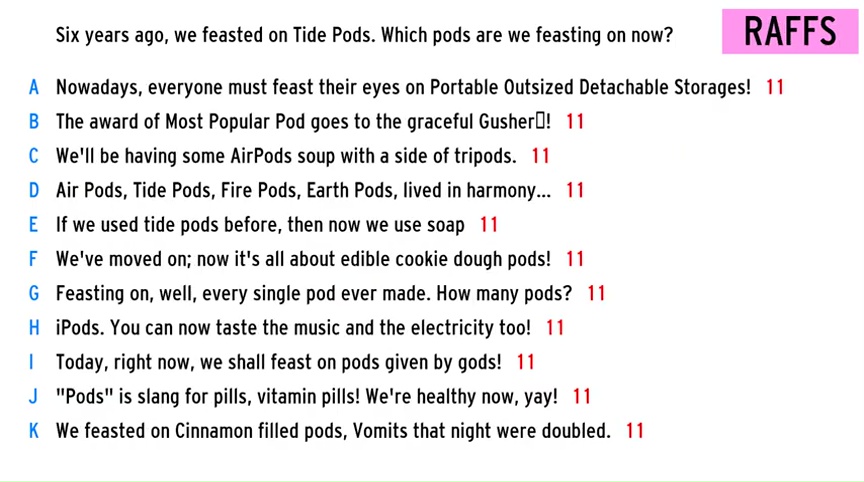 Six years ago, we feasted on Tide Pods. Which pods are we feasting on now?
RAFFS
A Nowadays, everyone must feast their eyes on Portable Outsized Detachable Storages! 11
B The award of Most Popular Pod goes to the graceful Gusher▯! 11
C We'll be having some AirPods soup with a side of tripods. 11
D Air Pods, Tide Pods, Fire Pods, Earth Pods, lived in harmony... 11
E If we used tide pods before, then now we use soap 11
F We've moved on; now it's all about edible cookie dough pods! 11
G Feasting on, well, every single pod ever made. How many pods? 11
H iPods. You can now taste the music and the electricity too! 11
I Today, right now, we shall feast on pods given by gods! 11
J "Pods" is slang for pills, vitamin pills! We're healthy now, yay! 11
K We feasted on Cinnamon filled pods, Vomits that night were doubled. 11